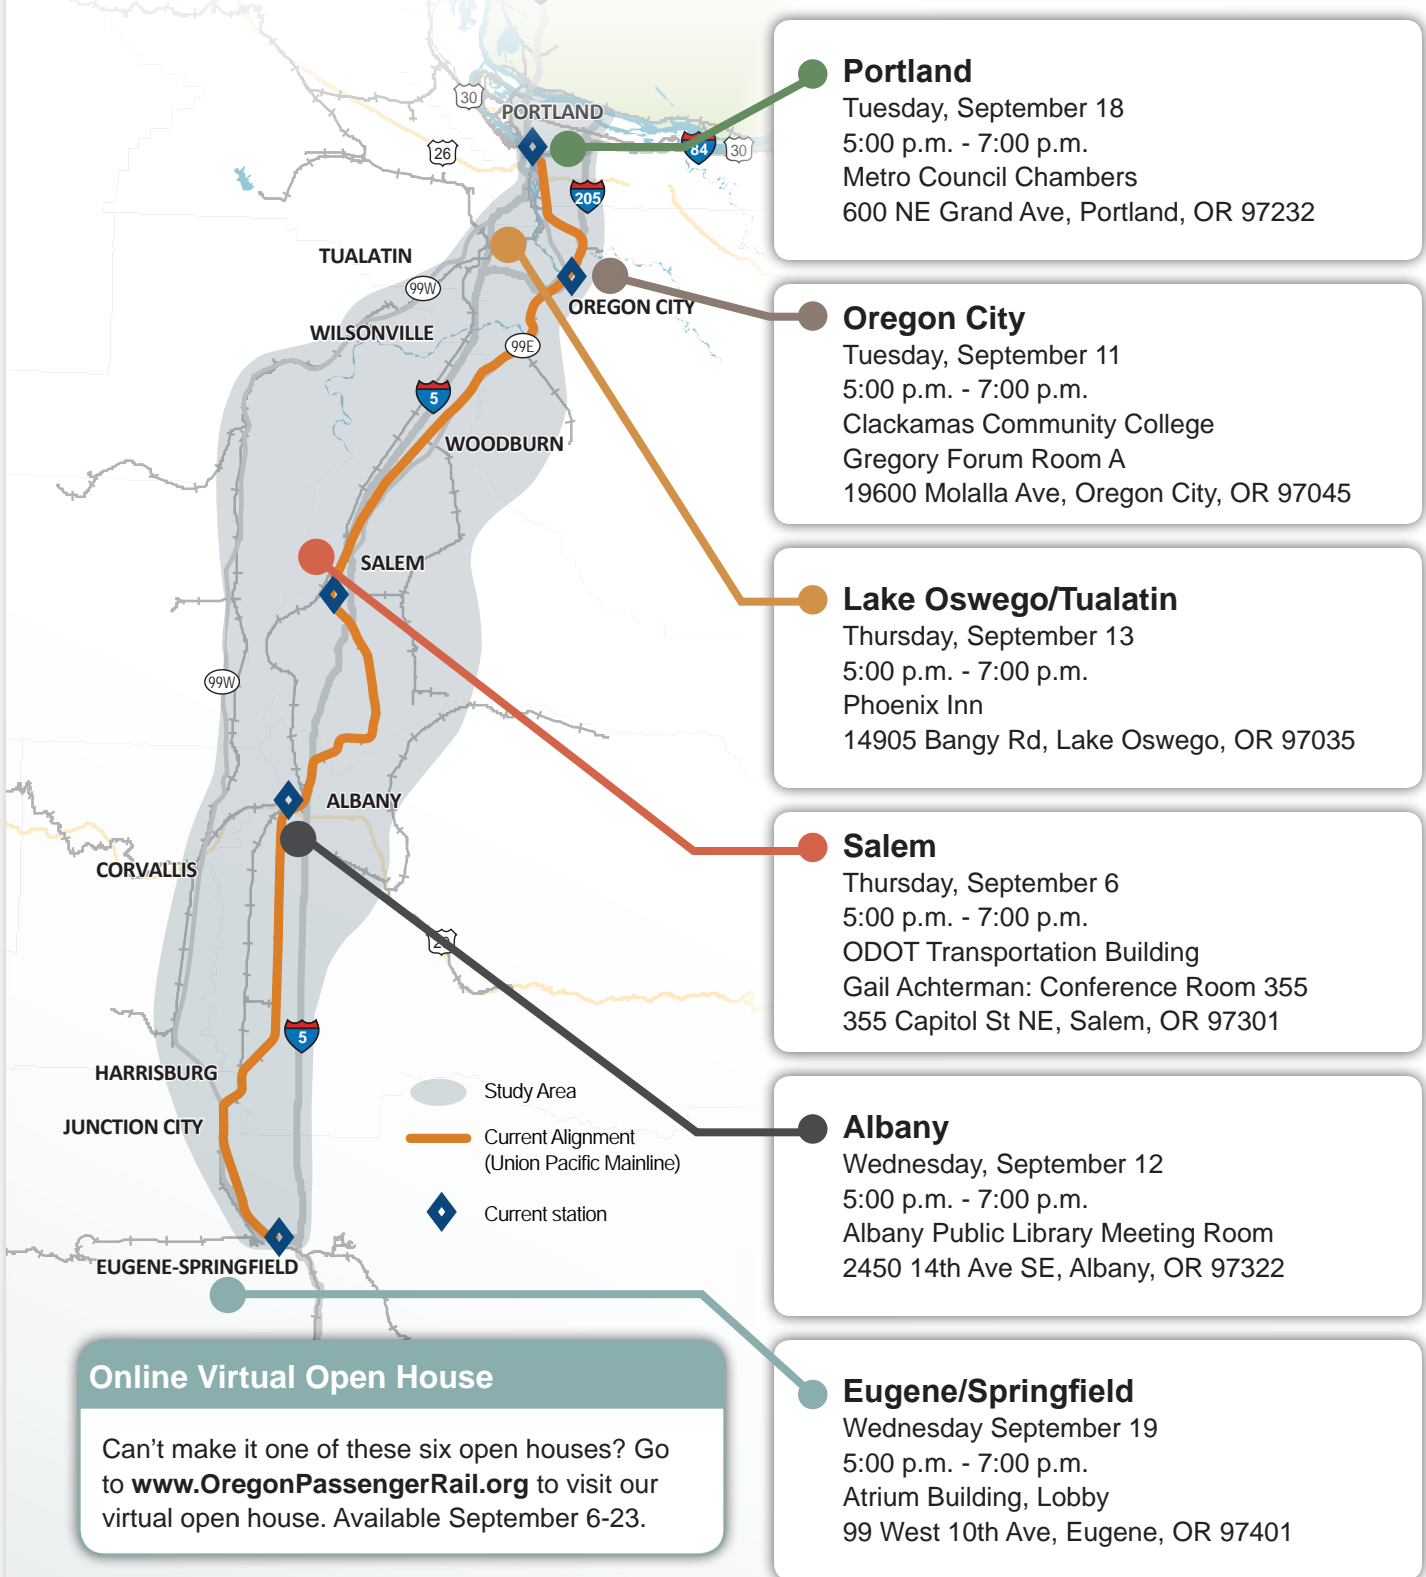 30
PORTLAND
26
84
30
205
TUALATIN
99W
OREGON CITY
WILSONVILLE
99E
5
WOODBURN
SALEM
99W
ALBANY
CORVALLIS
5
HARRISBURG
JUNCTION CITY
EUGENE-SPRINGFIELD
Study Area
Current Alignment
(Union Pacific Mainline)
Current station
Portland
Tuesday, September 18
5:00 p.m. - 7:00 p.m.
Metro Council Chambers
600 NE Grand Ave, Portland, OR 97232
Oregon City
Tuesday, September 11
5:00 p.m. - 7:00 p.m.
Clackamas Community College
Gregory Forum Room A
19600 Molalla Ave, Oregon City, OR 97045
Lake Oswego/Tualatin
Thursday, September 13
5:00 p.m. - 7:00 p.m.
Phoenix Inn
14905 Bangy Rd, Lake Oswego, OR 97035
Salem
Thursday, September 6
5:00 p.m. - 7:00 p.m.
ODOT Transportation Building
Gail Achterman: Conference Room 355
355 Capitol St NE, Salem, OR 97301
Albany
Wednesday, September 12
5:00 p.m. - 7:00 p.m.
Albany Public Library Meeting Room
2450 14th Ave SE, Albany, OR 97322
Eugene/Springfield
Wednesday September 19
5:00 p.m. - 7:00 p.m.
Atrium Building, Lobby
99 West 10th Ave, Eugene, OR 97401
Online Virtual Open House
Can’t make it one of these six open houses? Go
to www.OregonPassengerRail.org to visit our
virtual open house. Available September 6-23.